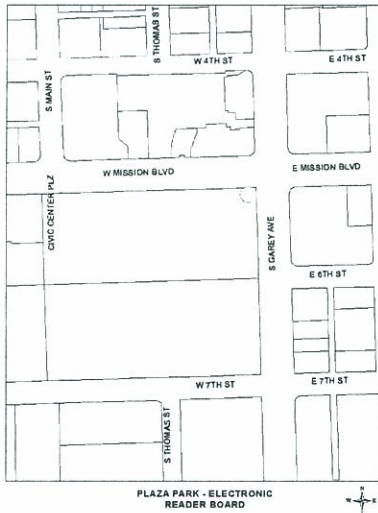 S THOMAS ST
W 4TH ST
E 4TH ST
S MAIN ST
W MISSION BLVD
E MISSION BLVD
CIVIC CENTER PLZ
S GAREY AVE
E 6TH ST
W 7TH ST
E 7TH ST
S THOMAS ST
PLAZA PARK - ELECTRONIC
READER BOARD
N
W E
S